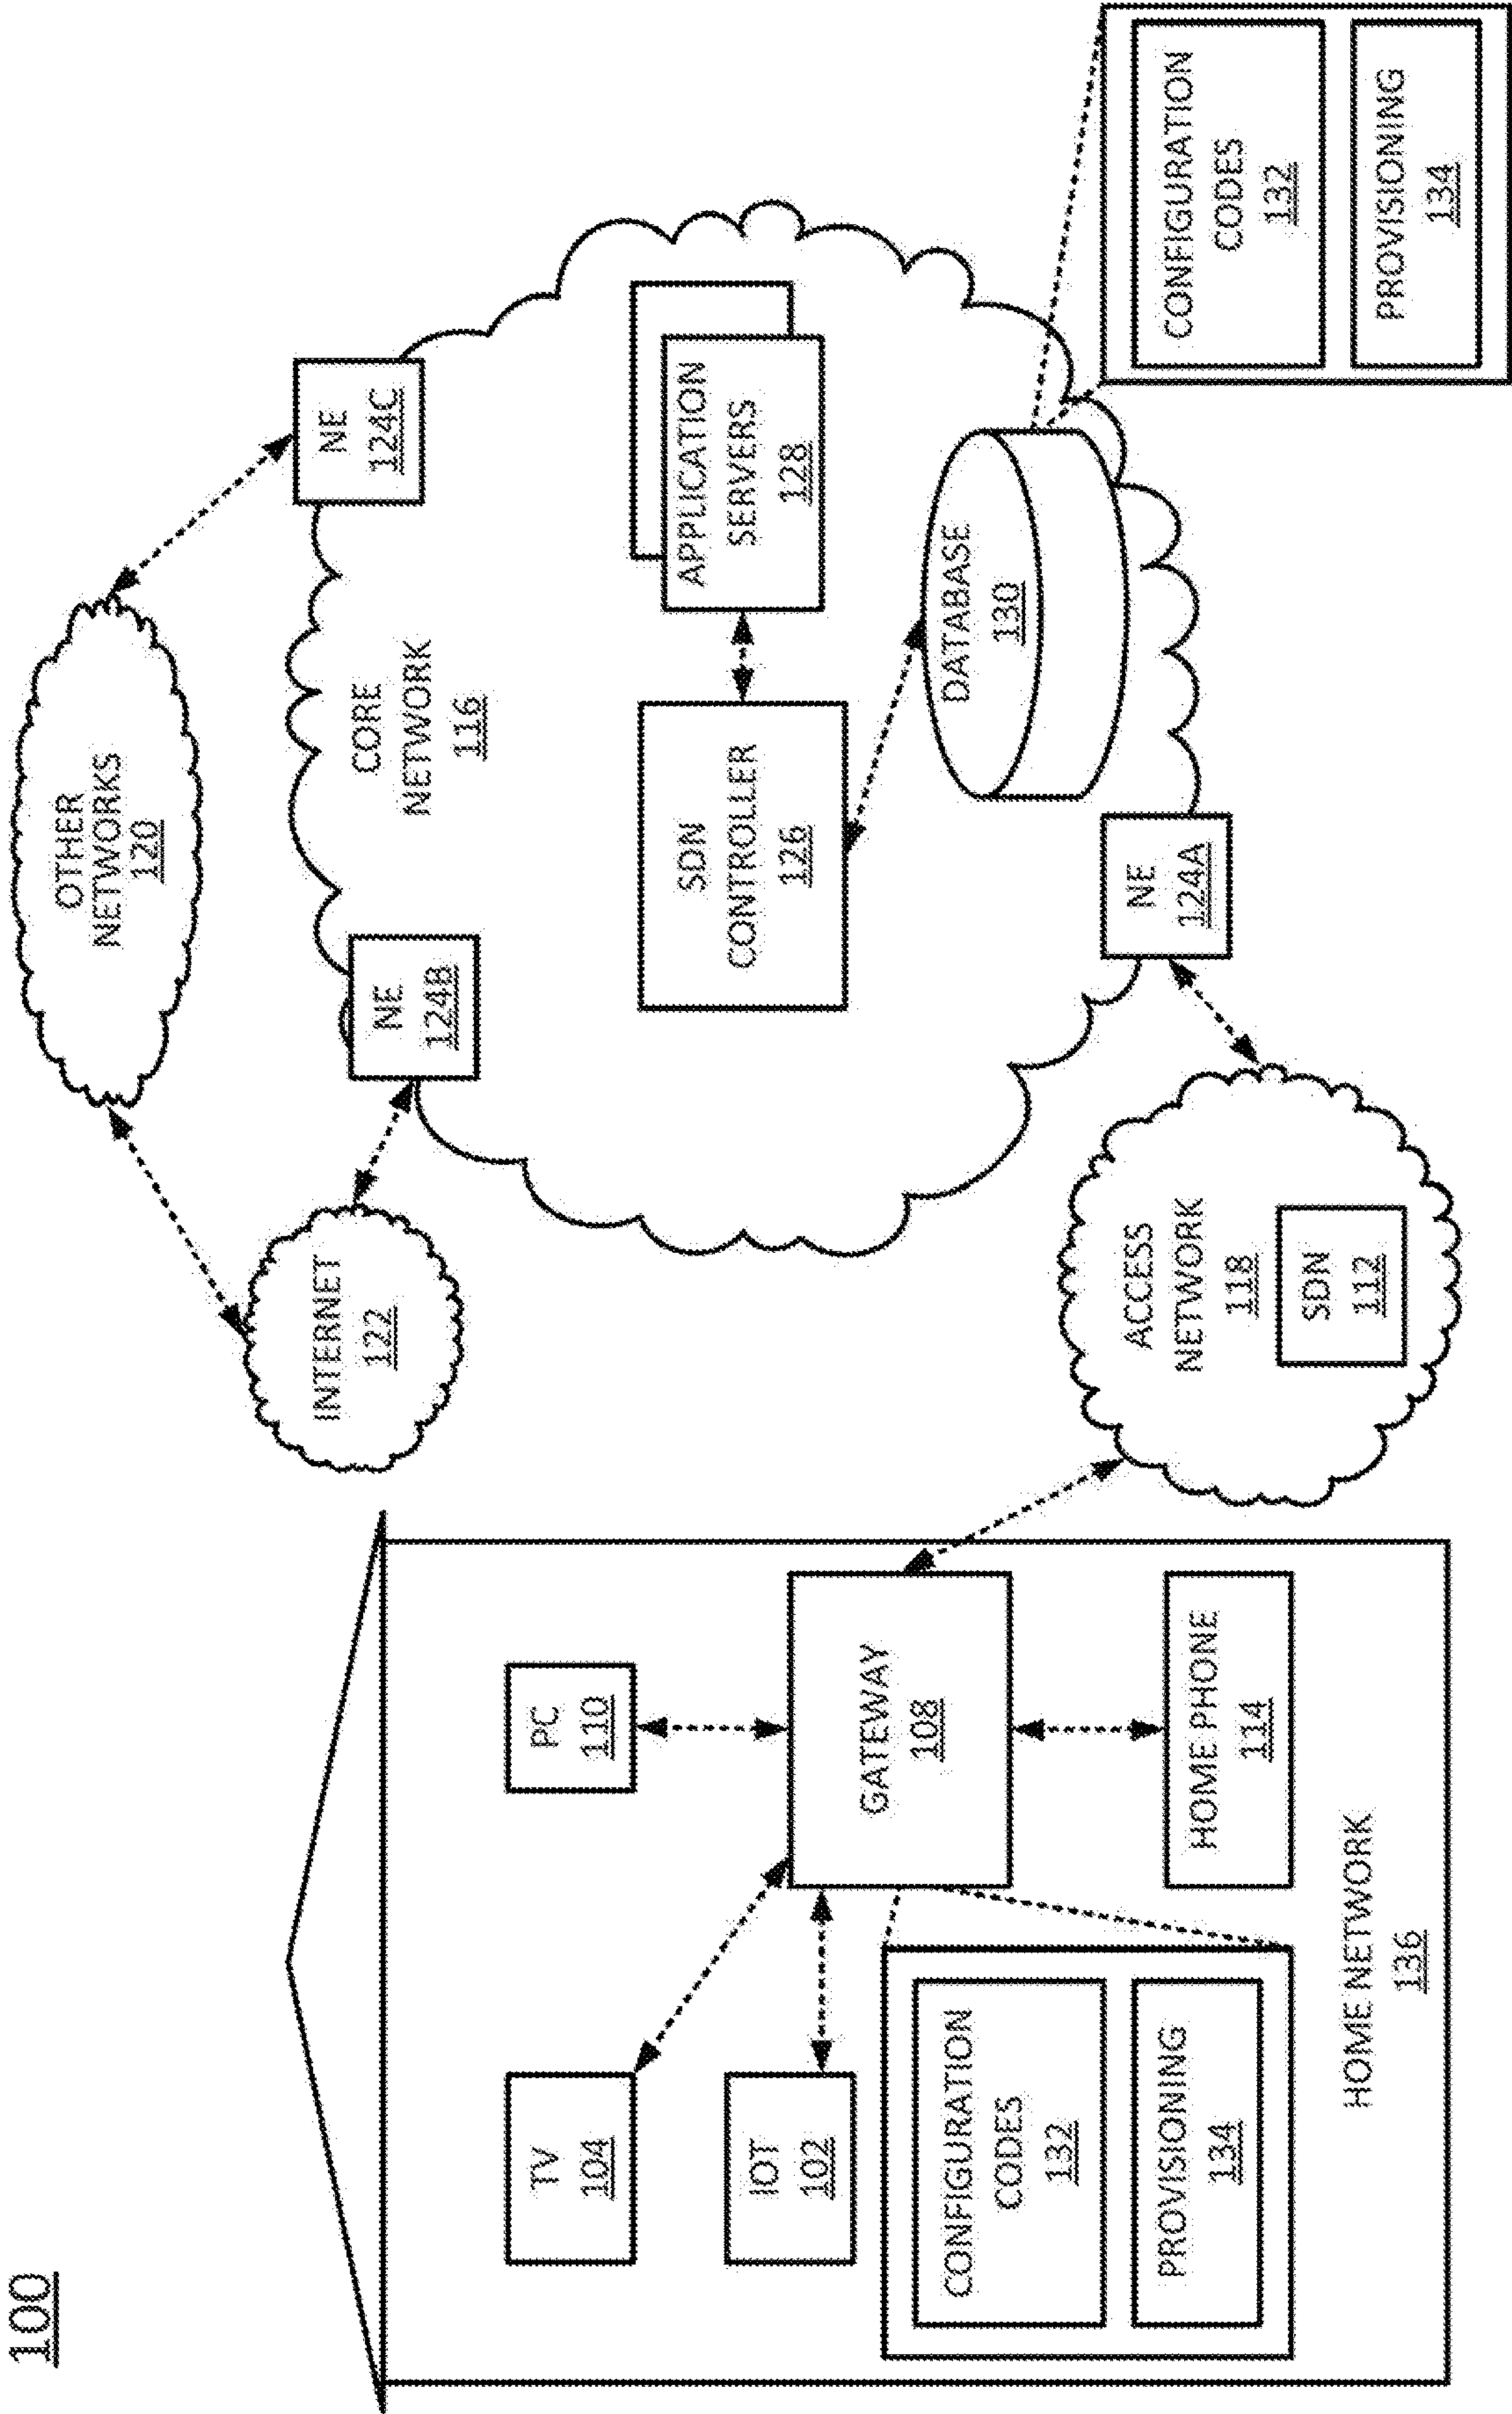 100
OTHER
NETWORKS
120
INTERNET
122
NE
124B
NE
124C
CORE
NETWORK
116
SDN
CONTROLLER
126
APPLICATION
SERVERS
128
DATABASE
130
NE
124A
CONFIGURATION
CODES
132
PROVISIONING
134
ACCESS
NETWORK
118
SDN
112
TV
104
PC
110
IOT
102
GATEWAY
108
CONFIGURATION
CODES
132
PROVISIONING
134
HOME PHONE
114
HOME NETWORK
136